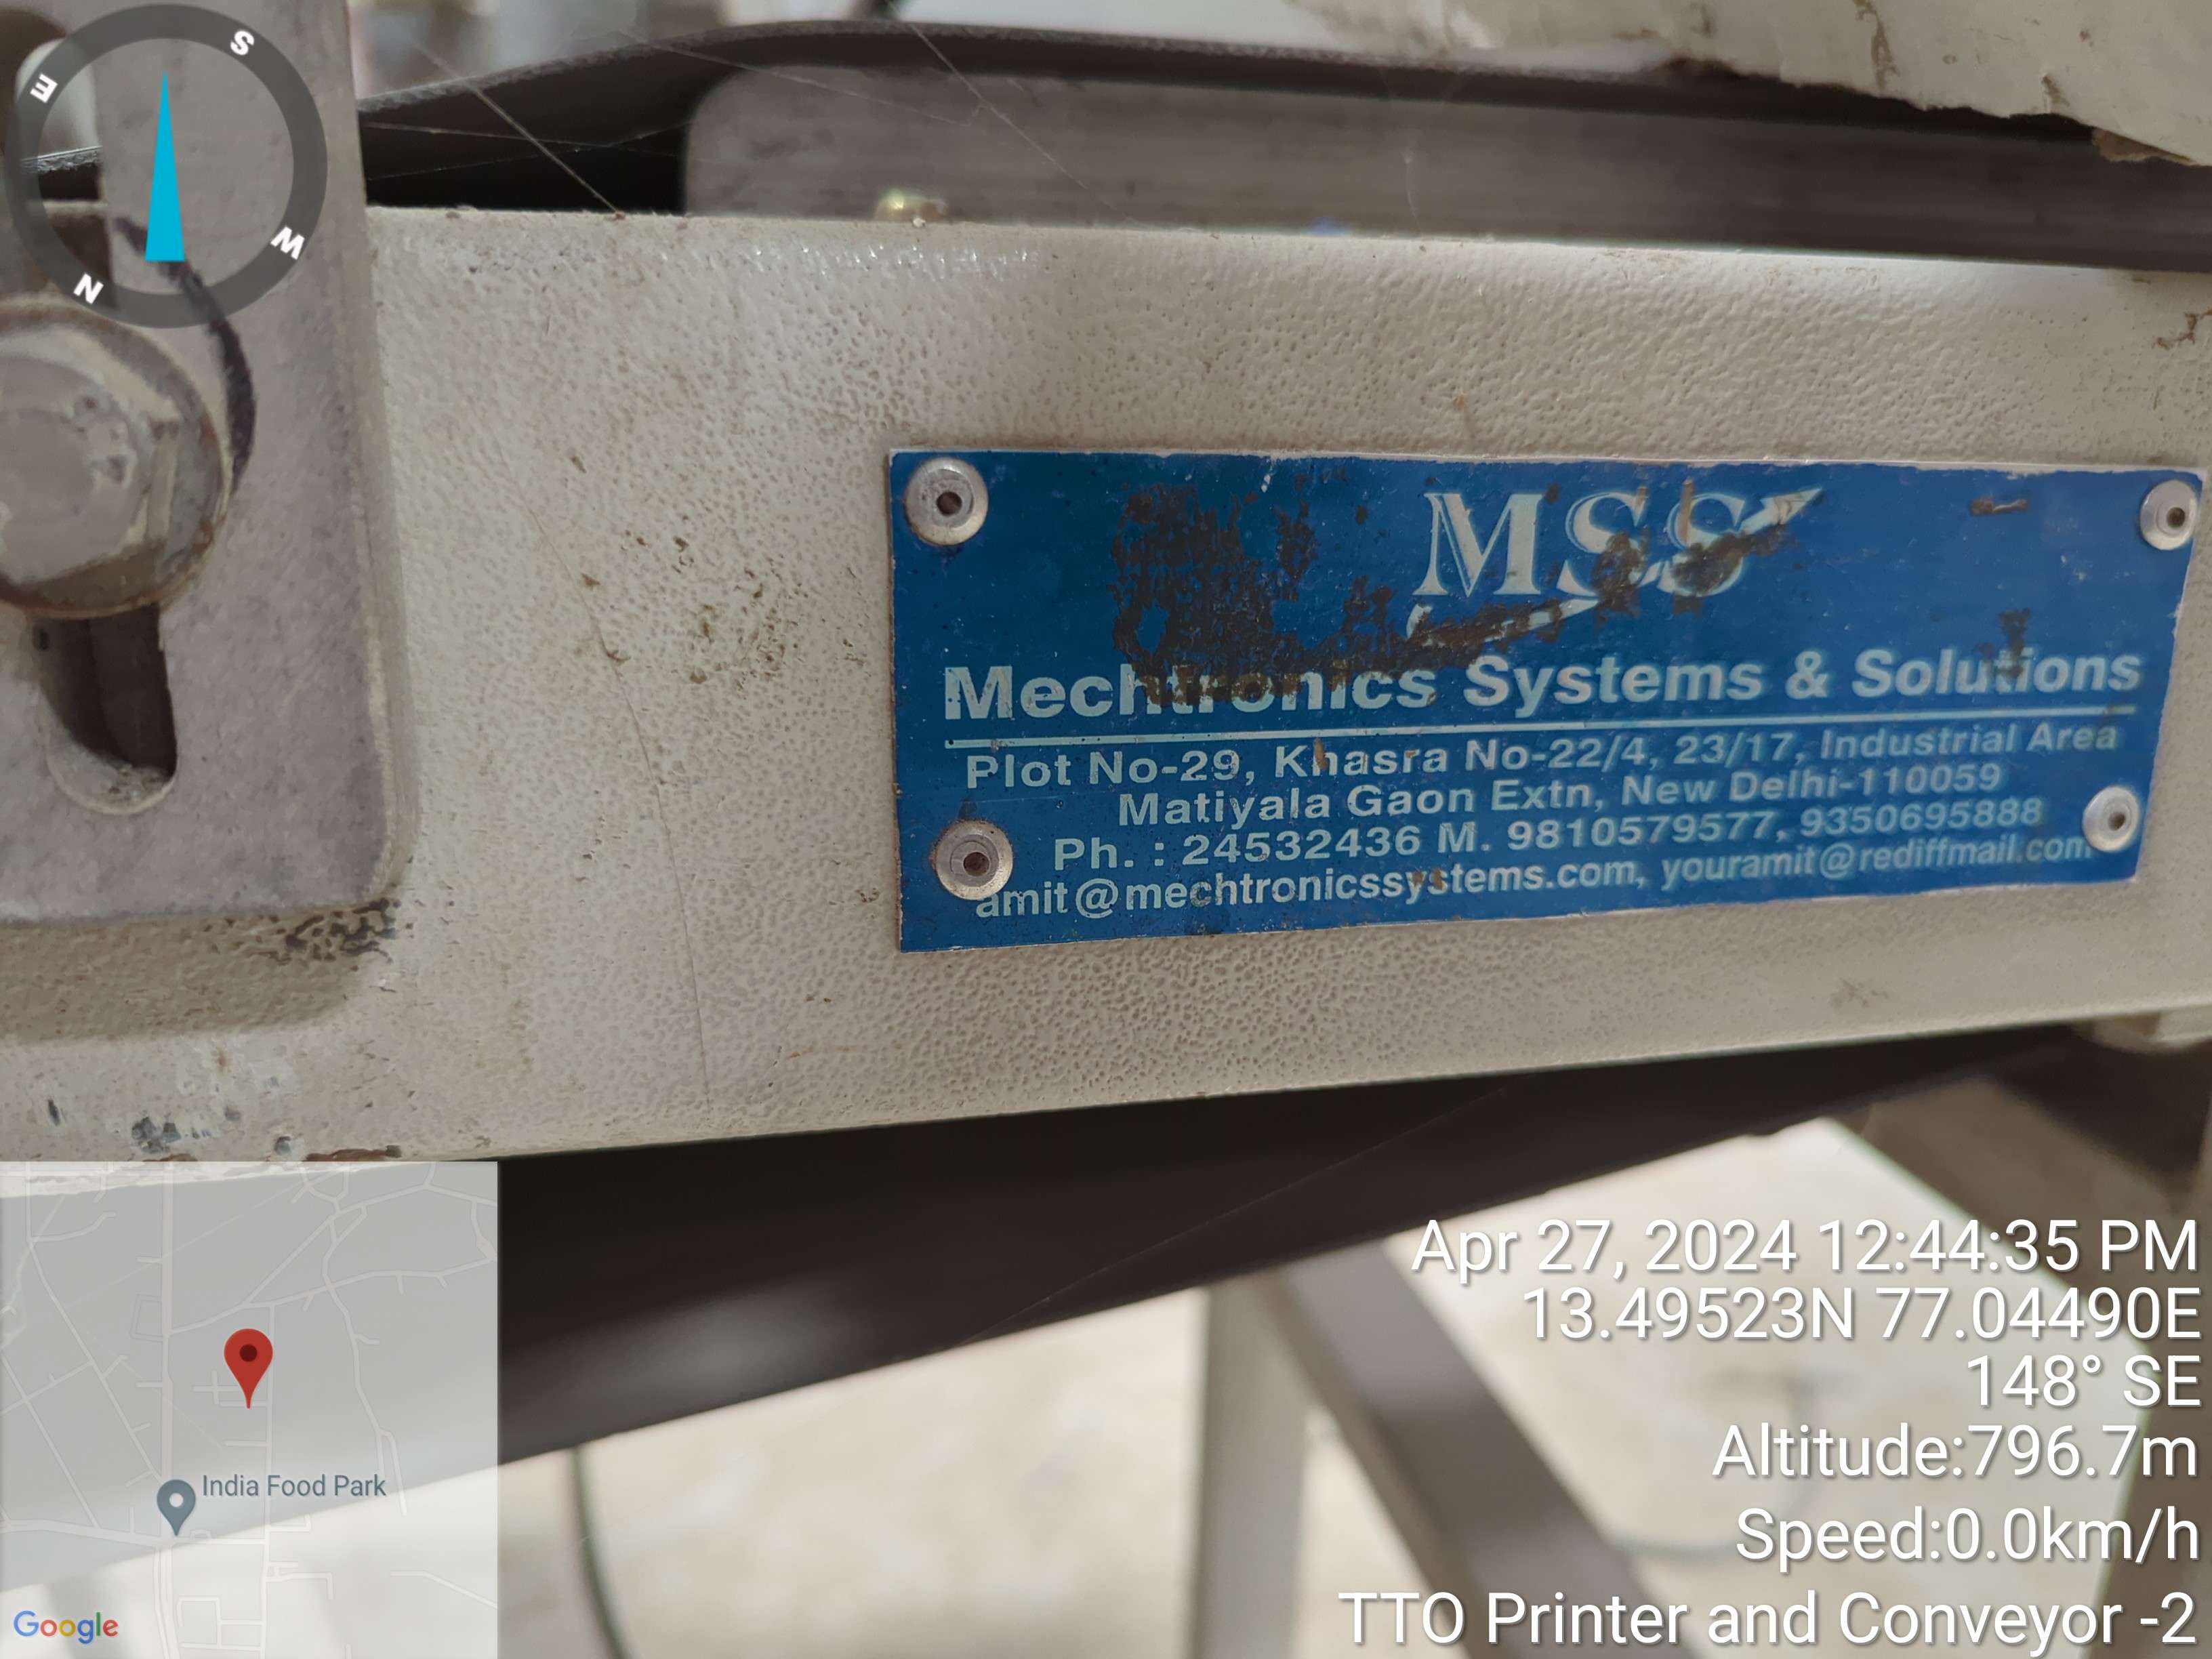 S
E
W
N
MSS
Mechtronics Systems & Solutions
Plot No-29, Khasra No-22/4, 23/17, Industrial Area
Matiyala Gaon Extn, New Delhi-110059
Ph. : 24532436 M. 9810579577, 9350695888
amit@mechtronicssystems.com, youramit@rediffmail.com
India Food Park
Google
Apr 27, 2024 12:44:35 PM
13.49523N 77.04490E
148° SE
Altitude:796.7m
Speed:0.0km/h
TTO Printer and Conveyor -2